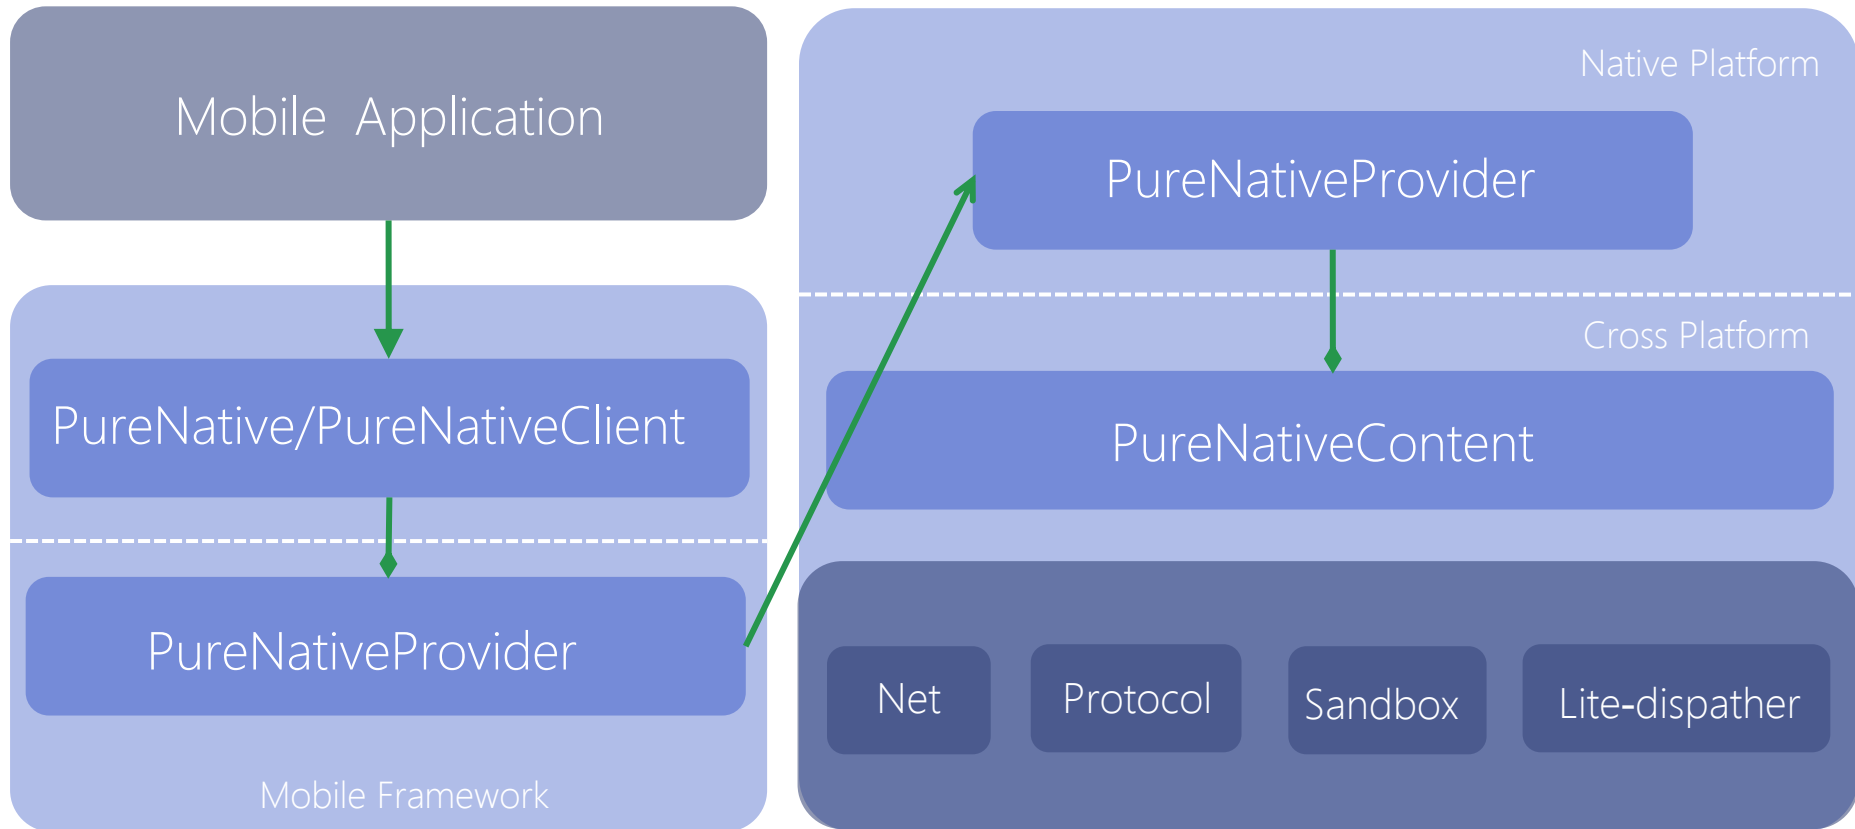 Mobile Application
PureNative/PureNativeClient
PureNativeProvider
Mobile Framework
Native Platform
PureNativeProvider
Cross Platform
PureNativeContent
Net
Protocol
Sandbox
Lite-dispather